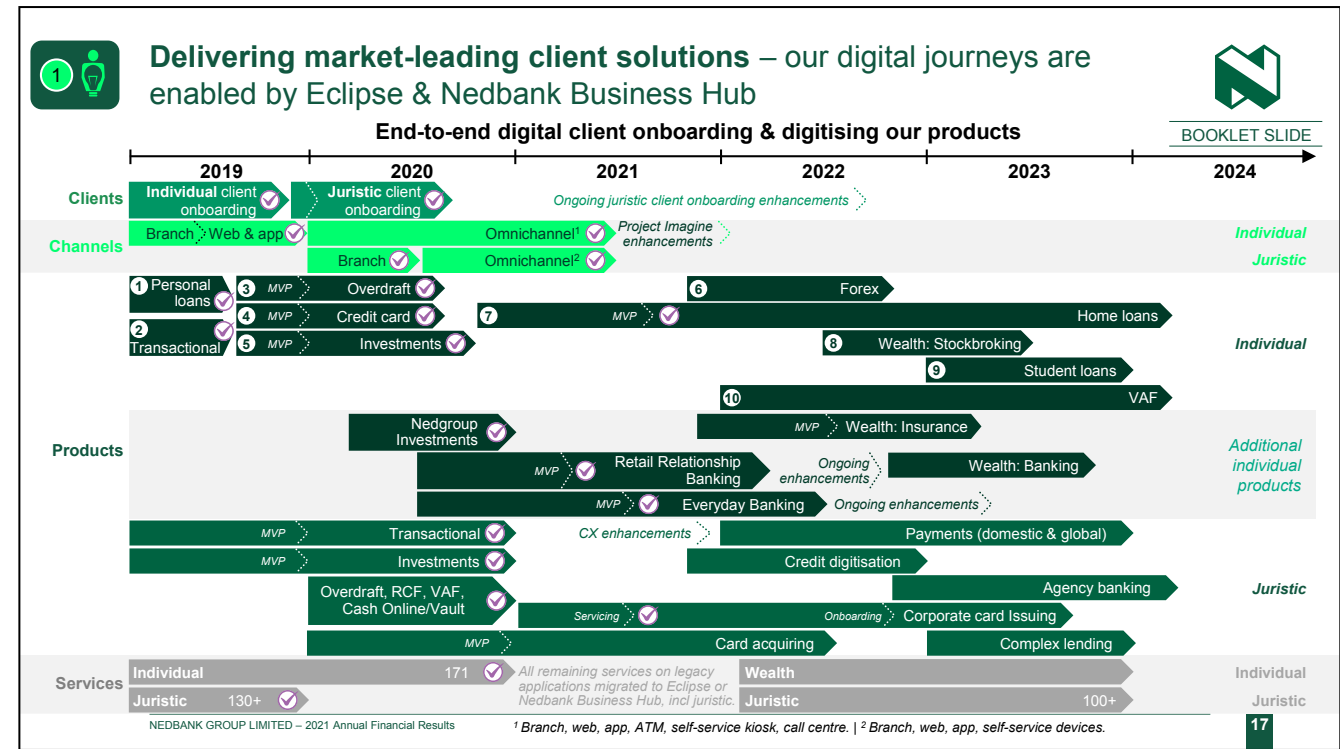 1
Delivering market-leading client solutions – our digital journeys are
enabled by Eclipse & Nedbank Business Hub
BOOKLET SLIDE
End-to-end digital client onboarding & digitising our products
2019 2020 2021 2022 2023 2024
Clients
Individual client
onboarding
Juristic client
onboarding
Ongoing juristic client onboarding enhancements
Channels
Branch Web & app
Omnichannel¹
Project Imagine
enhancements
Individual
Branch
Omnichannel²
Juristic
Products
1 Personal
loans
2
Transactional
3 MVP Overdraft
4 MVP Credit card
5 MVP Investments
6 Forex
7 MVP Home loans
8 Wealth: Stockbroking
9 Student loans
10 VAF
Individual
Nedgroup
Investments
MVP Wealth: Insurance
MVP Retail Relationship
Banking
Ongoing
enhancements
Wealth: Banking
MVP Everyday Banking
Ongoing enhancements
Additional
individual
products
MVP Transactional
CX enhancements
Payments (domestic & global)
MVP Investments
Credit digitisation
Overdraft, RCF, VAF,
Cash Online/Vault
Agency banking
Servicing
Onboarding Corporate card Issuing
MVP Card acquiring
Complex lending
Juristic
Services
Individual 171
Juristic 130+
All remaining services on legacy
applications migrated to Eclipse or
Nedbank Business Hub, incl juristic.
Wealth
Juristic 100+
Individual
Juristic
NEDBANK GROUP LIMITED – 2021 Annual Financial Results
¹ Branch, web, app, ATM, self-service kiosk, call centre. | ² Branch, web, app, self-service devices.
17